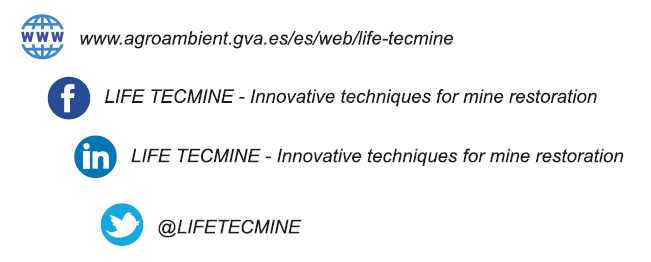 WWW
www.agroambient.gva.es/es/web/life-tecmine
f
LIFE TECMINE - Innovative techniques for mine restoration
in
LIFE TECMINE - Innovative techniques for mine restoration
@LIFETECMINE